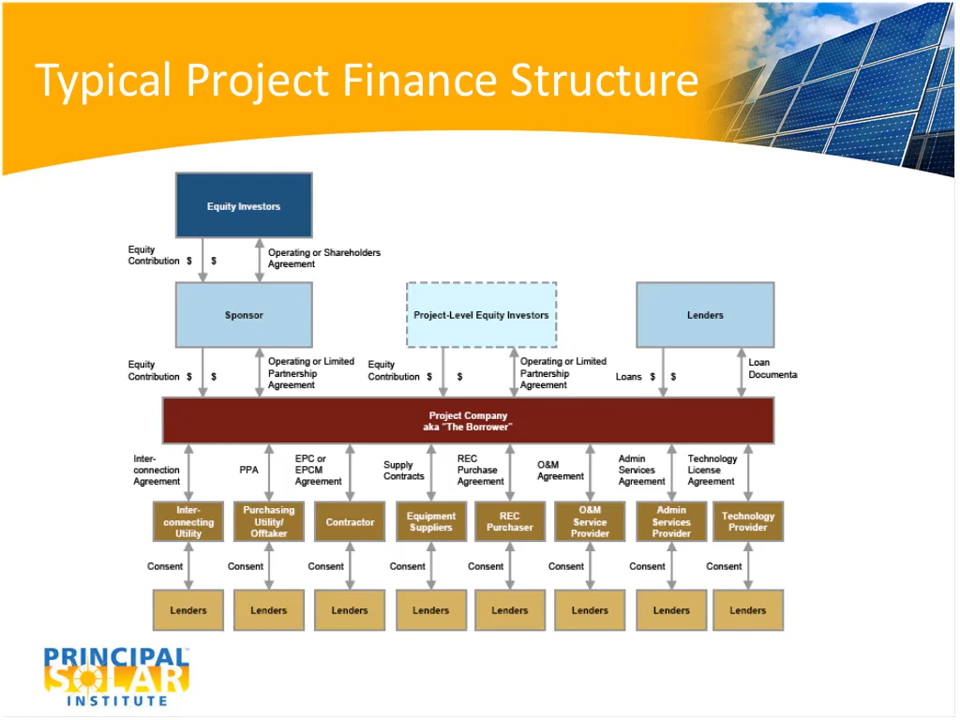 Typical Project Finance Structure
Equity Investors
Equity
Contribution $ $
Operating or Shareholders
Agreement
Sponsor
Project-Level Equity Investors
Lenders
Equity
Contribution $ $
Operating or Limited
Partnership
Agreement
Equity
Contribution $ $
Operating or Limited
Partnership
Agreement
Loans $ $
Loan
Documenta
Project Company
aka "The Borrower"
Inter-
connection
Agreement
PPA
EPC or
EPCM
Agreement
Supply
Contracts
REC
Purchase
Agreement
O&M
Agreement
Admin
Services
Agreement
Technology
License
Agreement
Inter-
connecting
Utility
Purchasing
Utility/
Offtaker
Contractor
Equipment
Suppliers
REC
Purchaser
O&M
Service
Provider
Admin
Services
Provider
Technology
Provider
Consent Consent Consent Consent Consent Consent Consent Consent
Lenders Lenders Lenders Lenders Lenders Lenders Lenders Lenders
PRINCIPAL
SOLAR
INSTITUTE